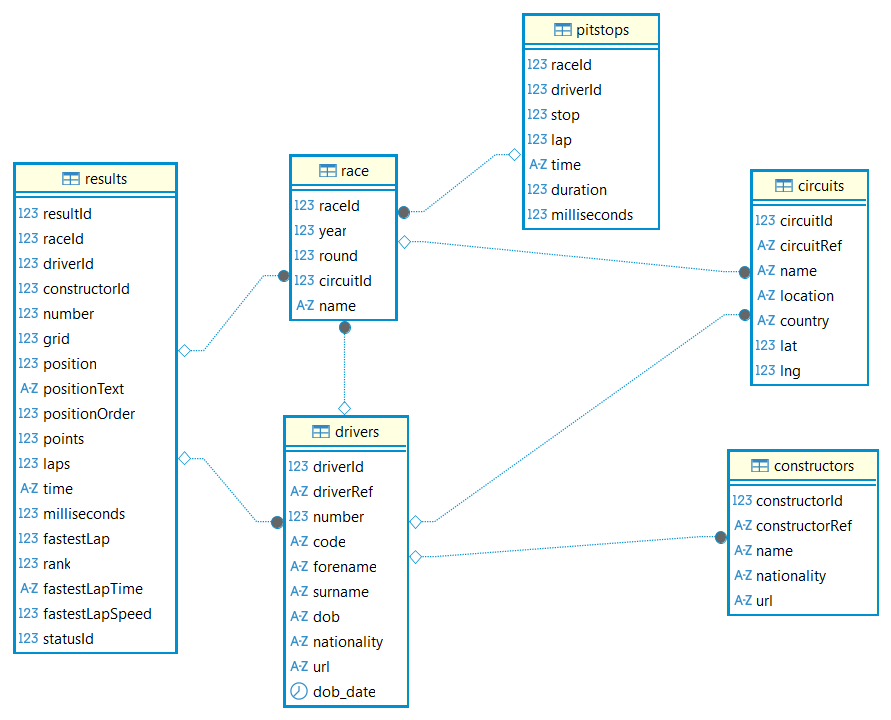 pitstops
123 raceId
123 driverId
123 stop
123 lap
A-Z time
123 duration
123 milliseconds
results
123 resultId
123 raceId
123 driverId
123 constructorId
123 number
123 grid
123 position
A-Z positionText
123 positionOrder
123 points
123 laps
A-Z time
123 milliseconds
123 fastestLap
123 rank
A-Z fastestLapTime
123 fastestLapSpeed
123 statusId
race
123 raceId
123 year
123 round
123 circuitId
A-Z name
circuits
123 circuitId
A-Z circuitRef
A-Z name
A-Z location
A-Z country
123 lat
123 lng
drivers
123 driverId
A-Z driverRef
123 number
A-Z code
A-Z forename
A-Z surname
A-Z dob
A-Z nationality
A-Z url
dob_date
constructors
123 constructorId
A-Z constructorRef
A-Z name
A-Z nationality
A-Z url